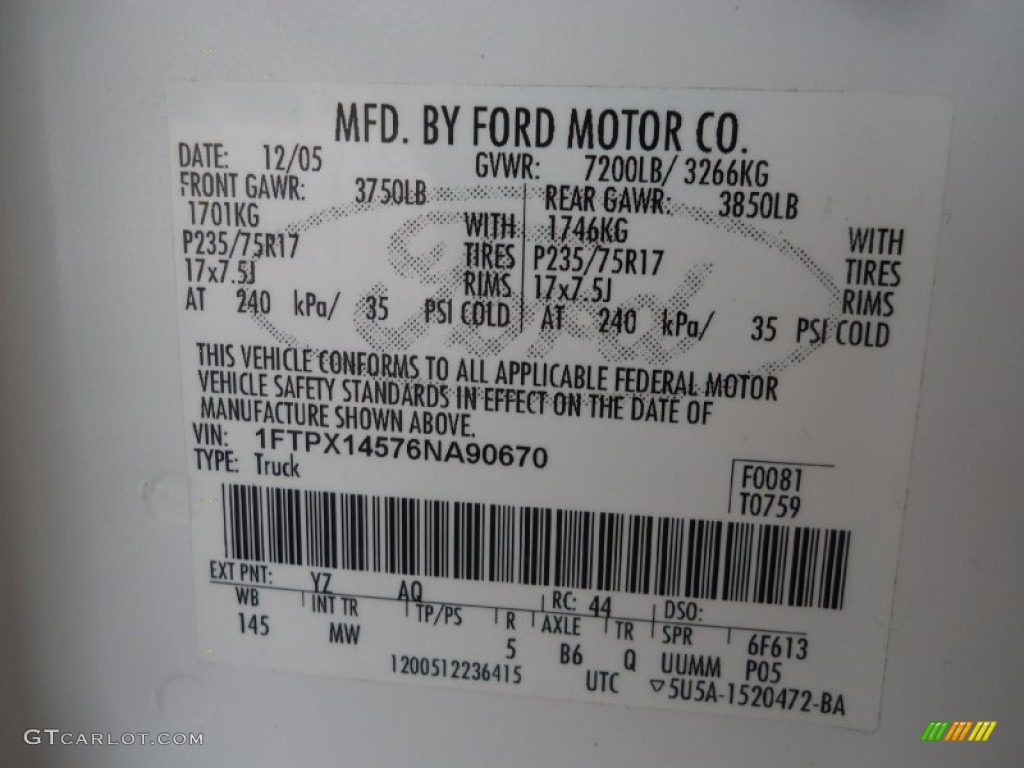 MFD. BY FORD MOTOR CO.
DATE: 12/05 GVWR: 7200LB/ 3266KG
FRONT GAWR: 3750LB REAR GAWR: 3850LB
1701KG WITH 1746KG WITH
P235/75R17 TIRES P235/75R17 TIRES
17x7.5J RIMS 17x7.5J RIMS
AT 240 kPa/ 35 PSI COLD AT 240 kPa/ 35 PSI COLD
Ford
THIS VEHICLE CONFORMS TO ALL APPLICABLE FEDERAL MOTOR
VEHICLE SAFETY STANDARDS IN EFFECT ON THE DATE OF
MANUFACTURE SHOWN ABOVE.
VIN: 1FTPX14576NA90670
TYPE: Truck
F0081
T0759
EXT PNT: YZ AQ RC: 44 DSO:
WB INT TR TP/PS R AXLE TR SPR 6F613
145 MW 5 B6 Q UUMM P05
1200512236415 UTC ▽5U5A-1520472-BA
GTCARLOT.COM